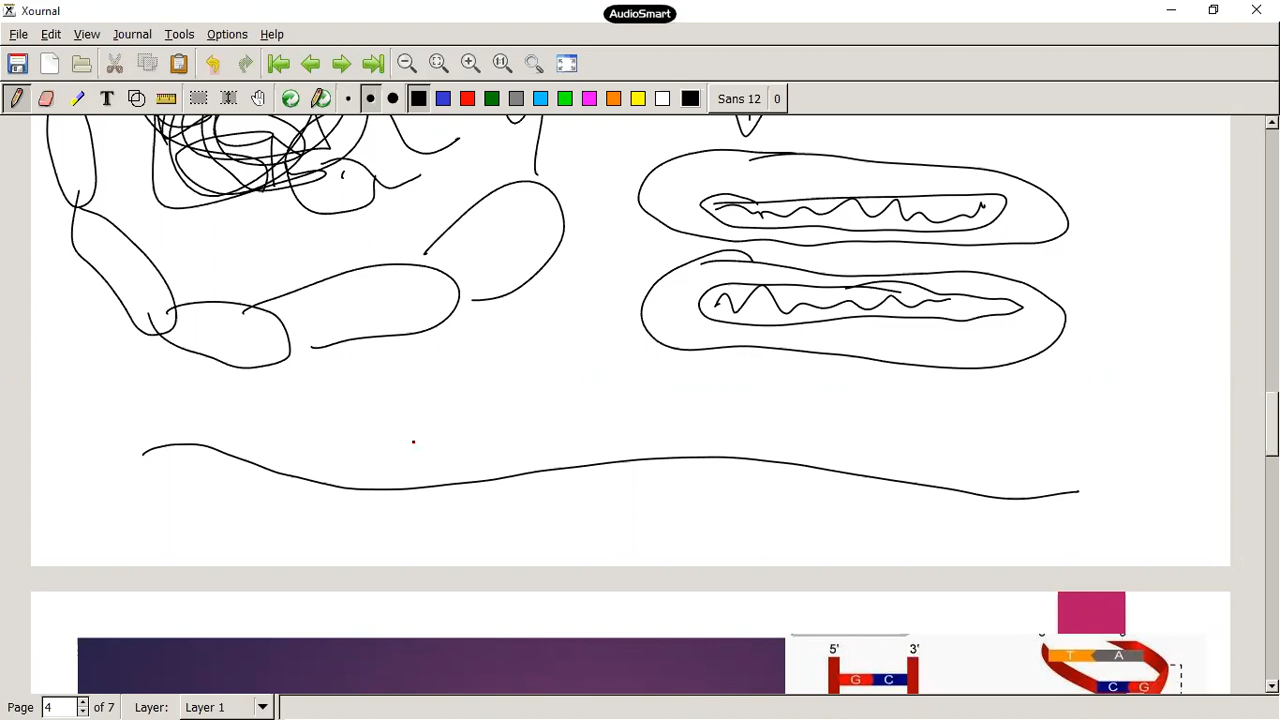 Xournal
AudioSmart
File Edit View Journal Tools Options Help
Sans 12 0
5' 3'
T A
G C
C G
Page 4 of 7 Layer: Layer 1